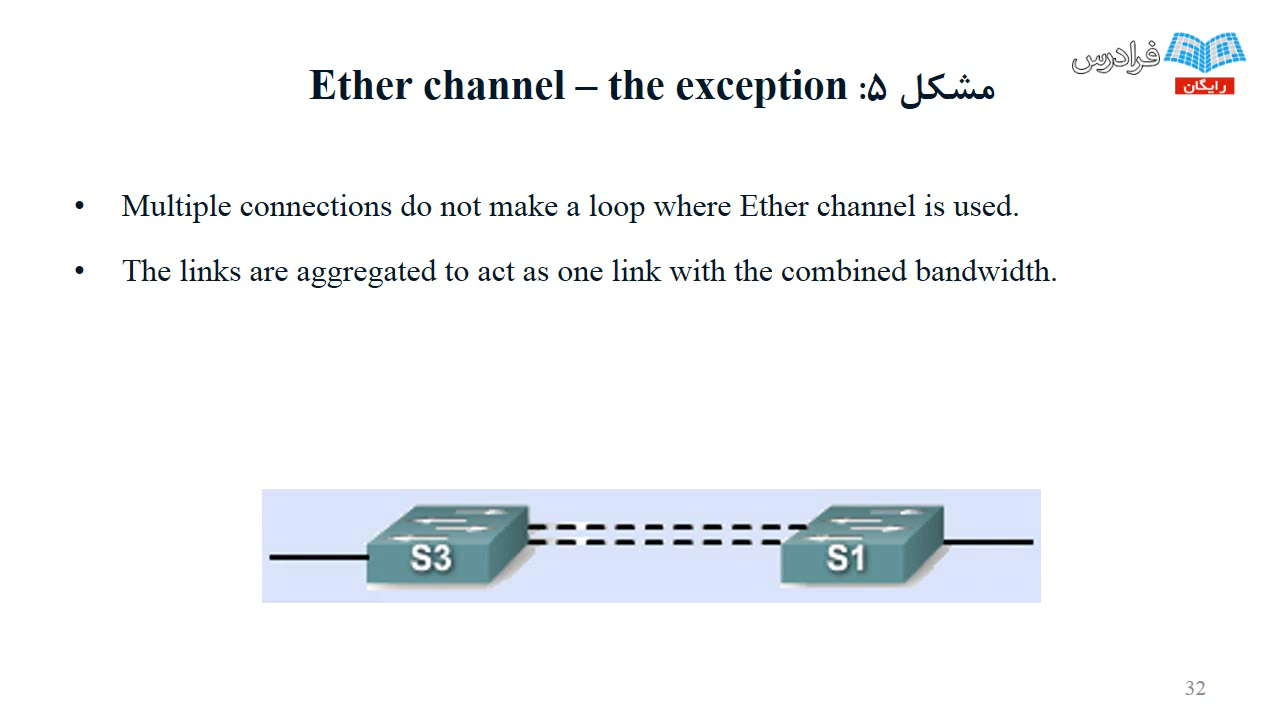 فرادرس
رایگان
مشکل ۵: Ether channel – the exception
• Multiple connections do not make a loop where Ether channel is used.
• The links are aggregated to act as one link with the combined bandwidth.
S3
S1
32